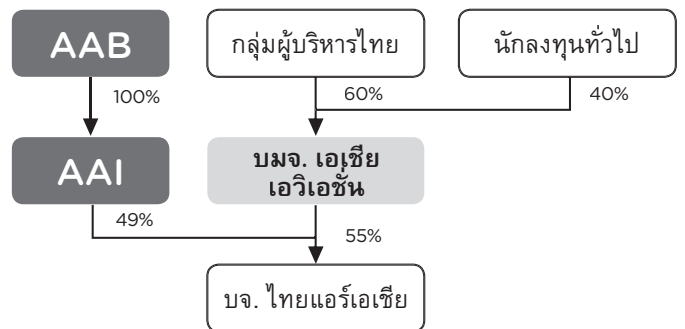 AAB
กลุ่มผู้บริหารไทย
นักลงทุนทั่วไป
100%
60%
40%
AAI
บมจ. เอเชีย
เอวิเอชั่น
49%
55%
บจ. ไทยแอร์เอเชีย